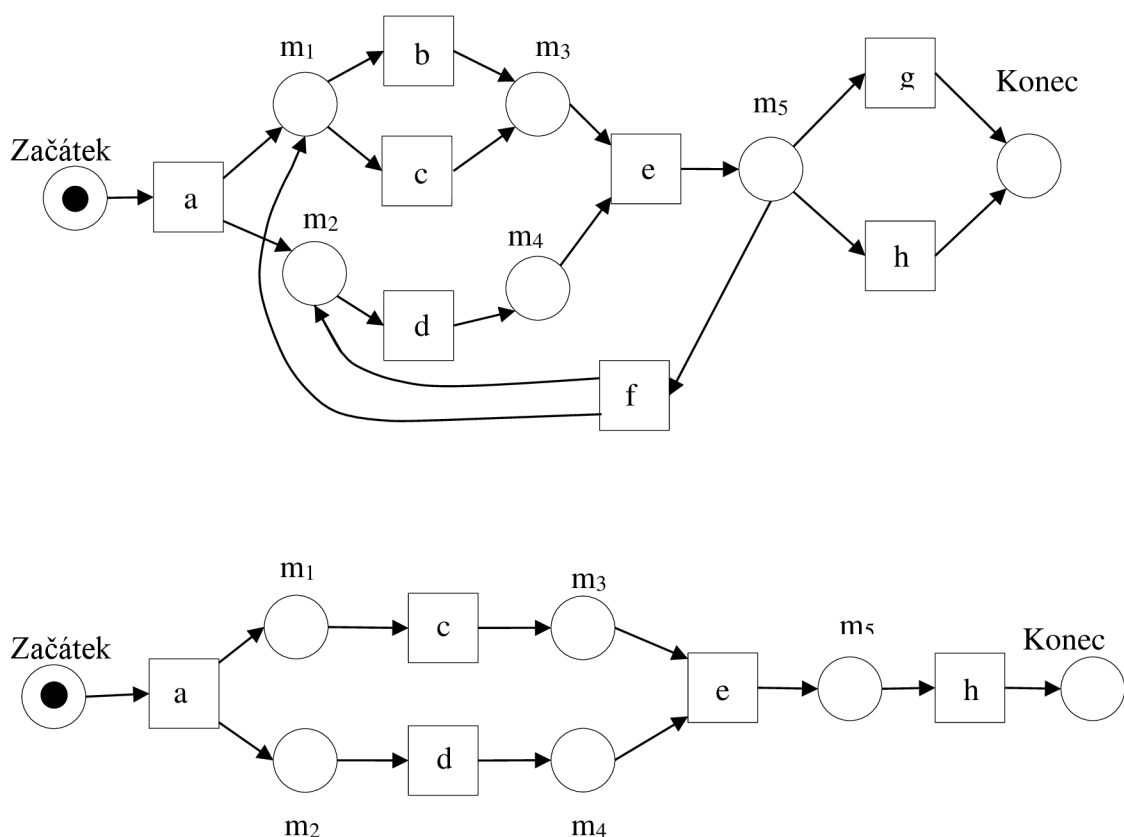 m₁
b
m₃
g
Konec
m₅
Začátek
c
e
a
m₂
m₄
h
d
f
m₁
m₃
c
m₅
Konec
Začátek
a
e
h
d
m₂
m₄